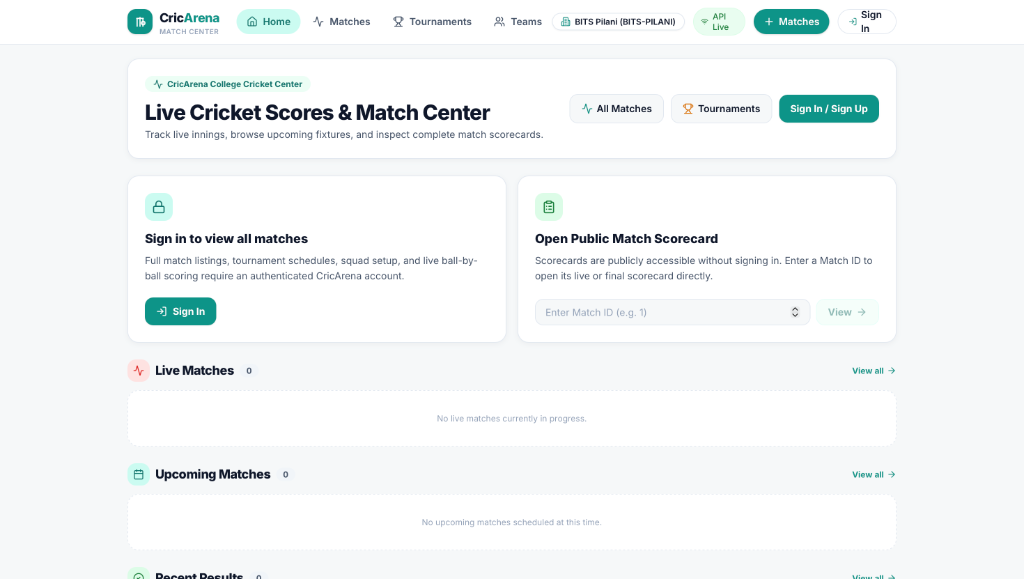 CricArena
MATCH CENTER
Home
Matches
Tournaments
Teams
BITS Pilani (BITS-PILANI)
API
Live
+ Matches
Sign
In
CricArena College Cricket Center
Live Cricket Scores & Match Center
Track live innings, browse upcoming fixtures, and inspect complete match scorecards.
All Matches
Tournaments
Sign In / Sign Up
Sign in to view all matches
Full match listings, tournament schedules, squad setup, and live ball-by-
ball scoring require an authenticated CricArena account.
Sign In
Open Public Match Scorecard
Scorecards are publicly accessible without signing in. Enter a Match ID to
open its live or final scorecard directly.
Enter Match ID (e.g. 1)
View →
Live Matches 0
View all →
No live matches currently in progress.
Upcoming Matches 0
View all →
No upcoming matches scheduled at this time.
Recent Results 0
View all →